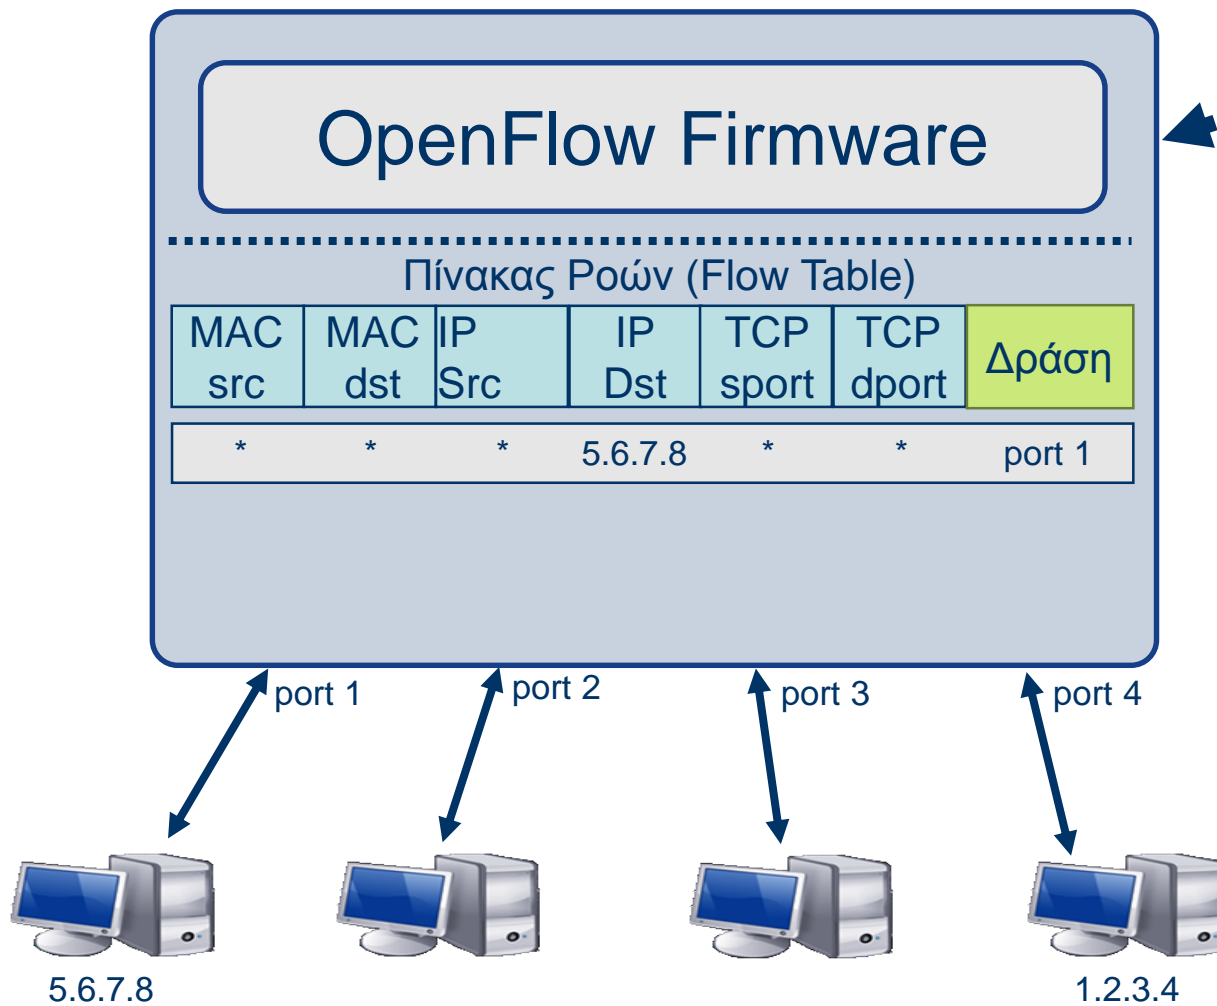 OpenFlow Firmware
Πίνακας Ροών (Flow Table)
MAC src
MAC dst
IP Src
IP Dst
TCP sport
TCP dport
Δράση
* * * 5.6.7.8 * * port 1
port 1
port 2
port 3
port 4
5.6.7.8
1.2.3.4